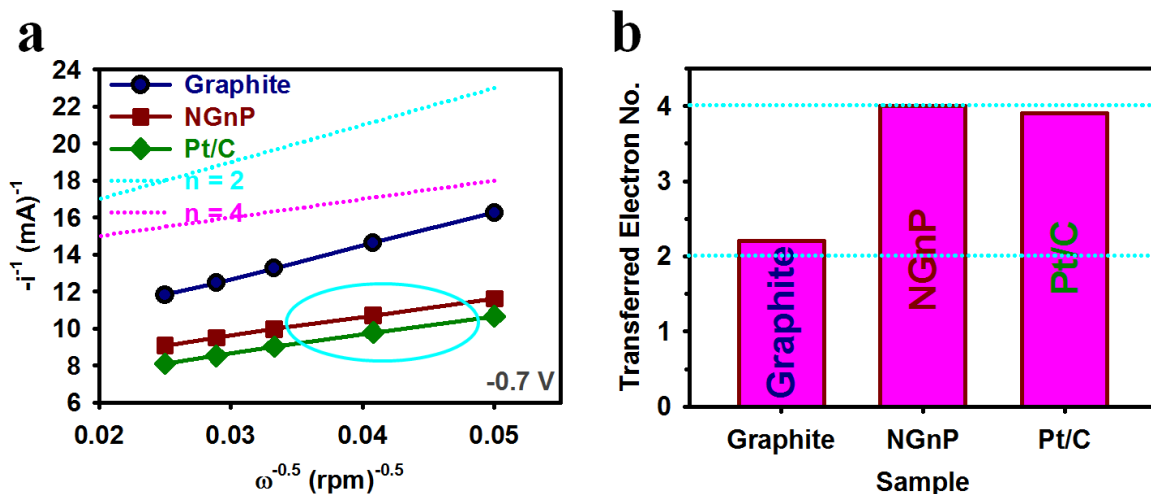 a
24
22
20
18
16
14
12
10
8
6
-i⁻¹ (mA)⁻¹
Graphite
NGnP
Pt/C
n = 2
n = 4
-0.7 V
0.02 0.03 0.04 0.05
ω⁻⁰·⁵ (rpm)⁻⁰·⁵
b
Transferred Electron No.
4
3
2
1
0
Graphite
NGnP
Pt/C
Graphite NGnP Pt/C
Sample